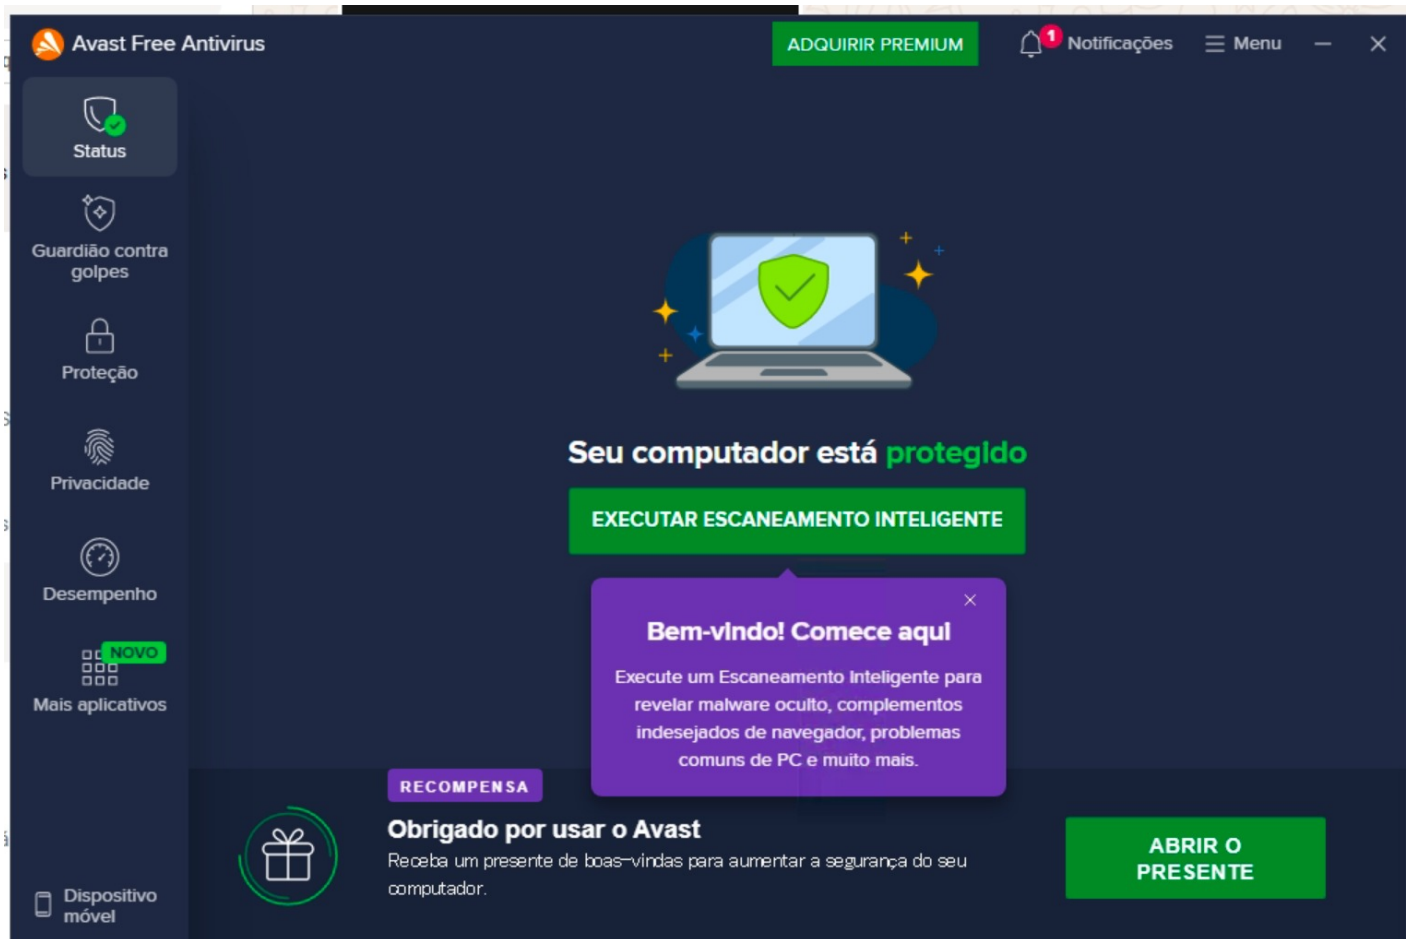 Avast Free Antivirus
ADQUIRIR PREMIUM
1
Notificações
Menu
Status
Guardião contra
golpes
Proteção
Privacidade
Desempenho
NOVO
Mais aplicativos
Dispositivo
móvel
Seu computador está protegido
EXECUTAR ESCANEAMENTO INTELIGENTE
Bem-vindo! Comece aqui
Execute um Escaneamento Inteligente para
revelar malware oculto, complementos
indesejados de navegador, problemas
comuns de PC e muito mais.
RECOMPENSA
Obrigado por usar o Avast
Receba um presente de boas-vindas para aumentar a segurança do seu
computador.
ABRIR O
PRESENTE